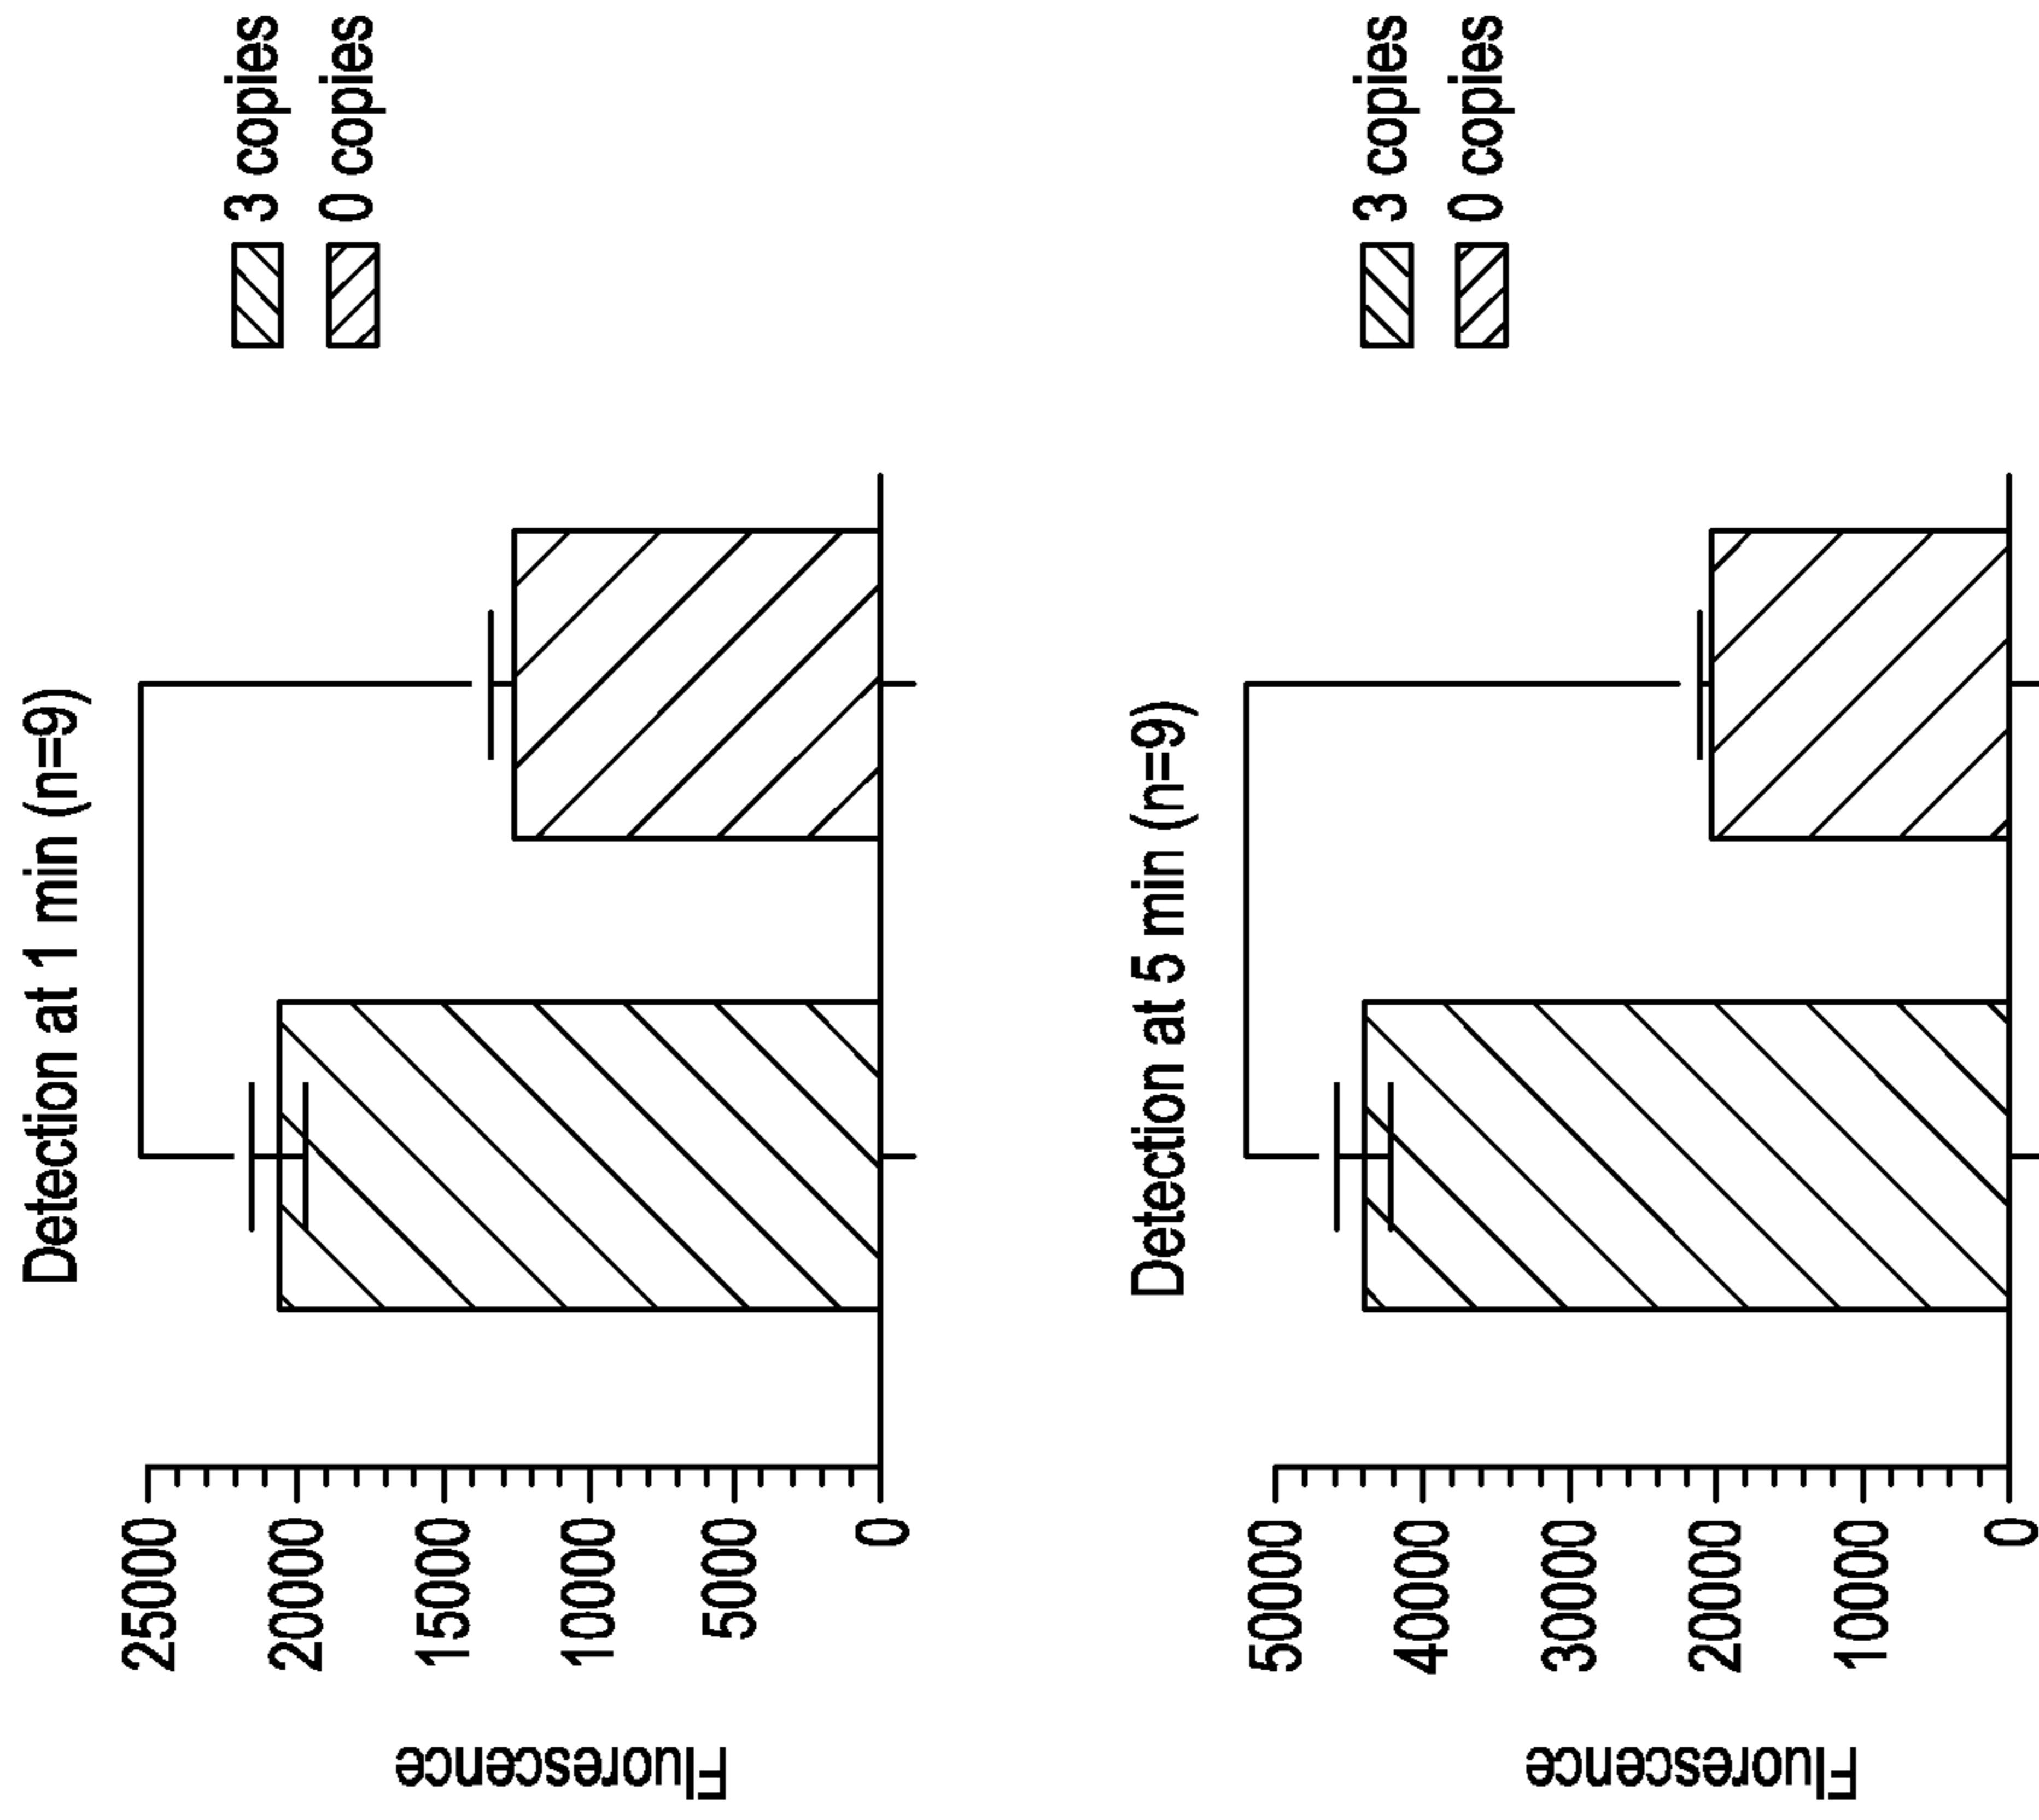 Detection at 1 min (n=9)
Fluorescence
25000
20000
15000
10000
5000
0
3 copies
0 copies
Detection at 5 min (n=9)
Fluorescence
50000
40000
30000
20000
10000
0
3 copies
0 copies